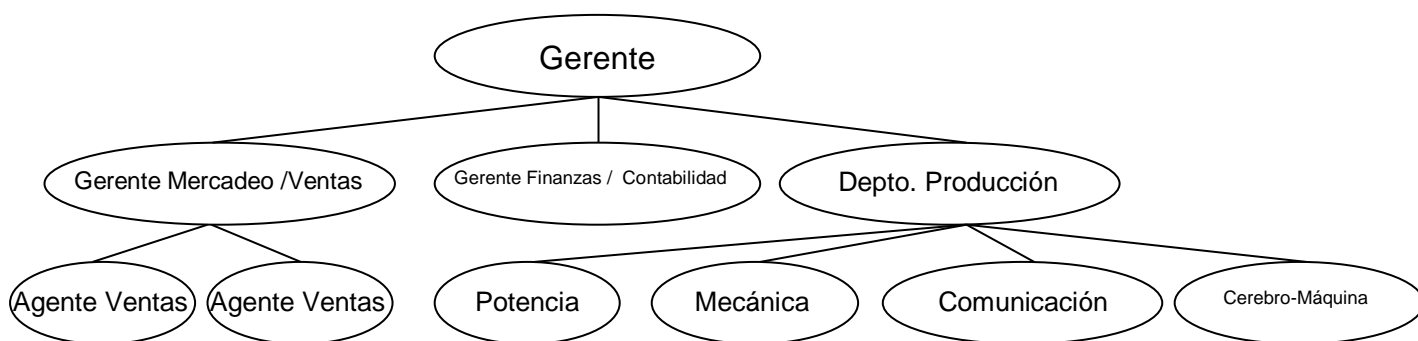 Gerente
Gerente Mercadeo /Ventas
Gerente Finanzas / Contabilidad
Depto. Producción
Agente Ventas
Agente Ventas
Potencia
Mecánica
Comunicación
Cerebro-Máquina